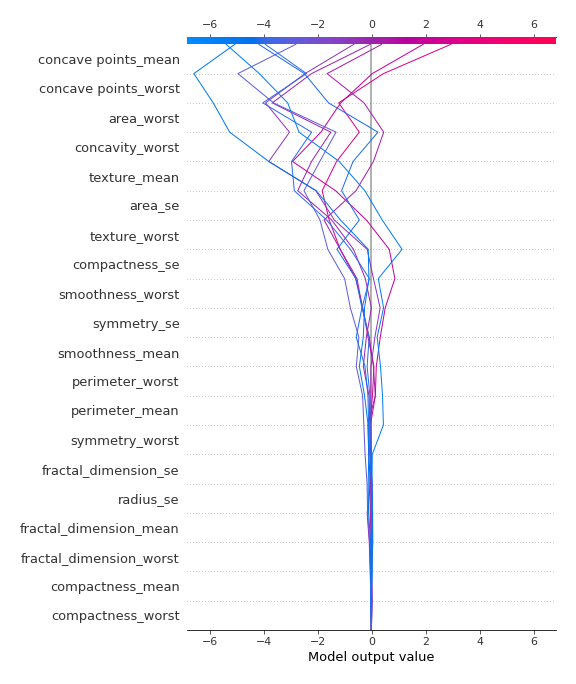 −6 −4 −2 0 2 4 6
concave points_mean
concave points_worst
area_worst
concavity_worst
texture_mean
area_se
texture_worst
compactness_se
smoothness_worst
symmetry_se
smoothness_mean
perimeter_worst
perimeter_mean
symmetry_worst
fractal_dimension_se
radius_se
fractal_dimension_mean
fractal_dimension_worst
compactness_mean
compactness_worst
−6 −4 −2 0 2 4 6
Model output value